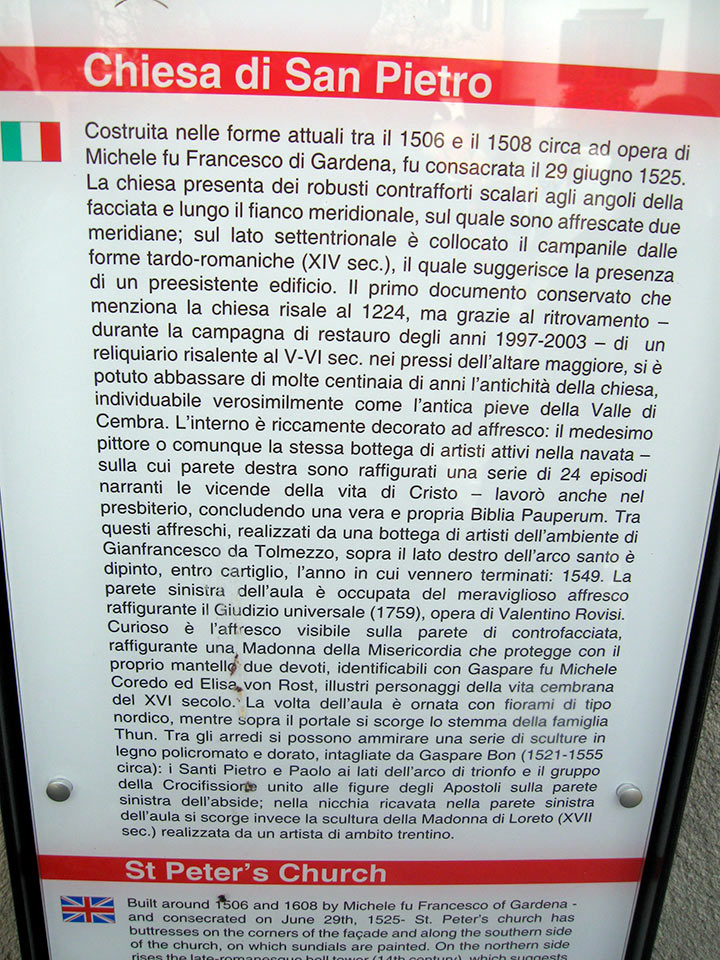 Chiesa di San Pietro
Costruita nelle forme attuali tra il 1506 e il 1508 circa ad opera di
Michele fu Francesco di Gardena, fu consacrata il 29 giugno 1525.
La chiesa presenta dei robusti contrafforti scalari agli angoli della
facciata e lungo il fianco meridionale, sul quale sono affrescate due
meridiane; sul lato settentrionale è collocato il campanile dalle
forme tardo-romaniche (XIV sec.), il quale suggerisce la presenza
di un preesistente edificio. Il primo documento conservato che
menziona la chiesa risale al 1224, ma grazie al ritrovamento –
durante la campagna di restauro degli anni 1997-2003 – di un
reliquiario risalente al V-VI sec. nei pressi dell'altare maggiore, si è
potuto abbassare di molte centinaia di anni l'antichità della chiesa,
individuabile verosimilmente come l'antica pieve della Valle di
Cembra. L'interno è riccamente decorato ad affresco: il medesimo
pittore o comunque la stessa bottega di artisti attivi nella navata –
sulla cui parete destra sono raffigurati una serie di 24 episodi
narranti le vicende della vita di Cristo – lavorò anche nel
presbiterio, concludendo una vera e propria Biblia Pauperum. Tra
questi affreschi, realizzati da una bottega di artisti dell'ambiente di
Gianfrancesco da Tolmezzo, sopra il lato destro dell'arco santo è
dipinto, entro cartiglio, l'anno in cui vennero terminati: 1549. La
parete sinistra dell'aula è occupata del meraviglioso affresco
raffigurante il Giudizio universale (1759), opera di Valentino Rovisi.
Curioso è l'affresco visibile sulla parete di controfacciata,
raffigurante una Madonna della Misericordia che protegge con il
proprio mantello due devoti, identificabili con Gaspare fu Michele
Coredo ed Elisa von Rost, illustri personaggi della vita cembrana
del XVI secolo. La volta dell'aula è ornata con fiorami di tipo
nordico, mentre sopra il portale si scorge lo stemma della famiglia
Thun. Tra gli arredi si possono ammirare una serie di sculture in
legno policromato e dorato, intagliate da Gaspare Bon (1521-1555
circa): i Santi Pietro e Paolo ai lati dell'arco di trionfo e il gruppo
della Crocifissione unito alle figure degli Apostoli sulla parete
sinistra dell'abside; nella nicchia ricavata nella parete sinistra
dell'aula si scorge invece la scultura della Madonna di Loreto (XVII
sec.) realizzata da un artista di ambito trentino.
St Peter's Church
Built around 1506 and 1608 by Michele fu Francesco of Gardena -
and consecrated on June 29th, 1525- St. Peter's church has
buttresses on the corners of the façade and along the southern side
of the church, on which sundials are painted. On the northern side
rises the late-romanesque bell tower (14th century), which suggests